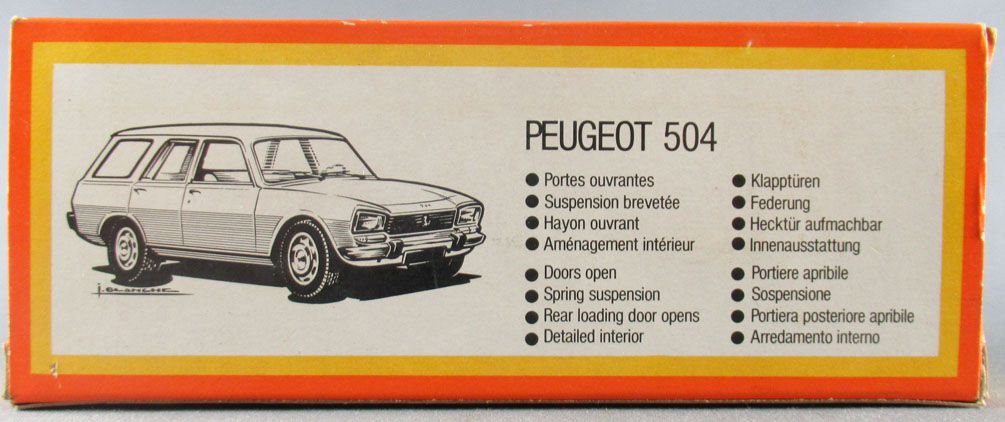 PEUGEOT 504
● Portes ouvrantes
● Suspension brevetée
● Hayon ouvrant
● Aménagement intérieur
● Doors open
● Spring suspension
● Rear loading door opens
● Detailed interior
● Klapptüren
● Federung
● Hecktür aufmachbar
● Innenausstattung
● Portiere apribile
● Sospensione
● Portiera posteriore apribile
● Arredamento interno
J. BLANCHE